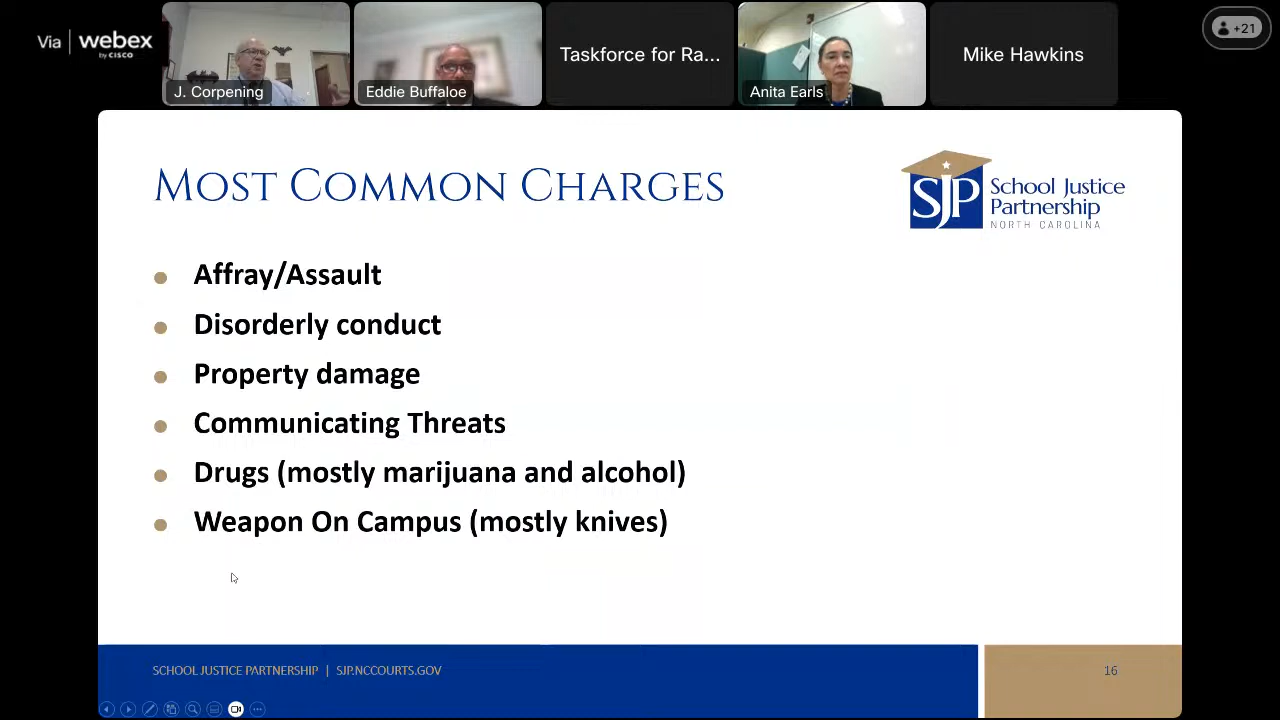 Via webex
by CISCO
J. Corpening
Eddie Buffaloe
Taskforce for Ra...
Anita Earls
Mike Hawkins
+21
MOST COMMON CHARGES
SJP
School Justice
Partnership
NORTH CAROLINA
Affray/Assault
Disorderly conduct
Property damage
Communicating Threats
Drugs (mostly marijuana and alcohol)
Weapon On Campus (mostly knives)
SCHOOL JUSTICE PARTNERSHIP | SJP.NCCOURTS.GOV
16